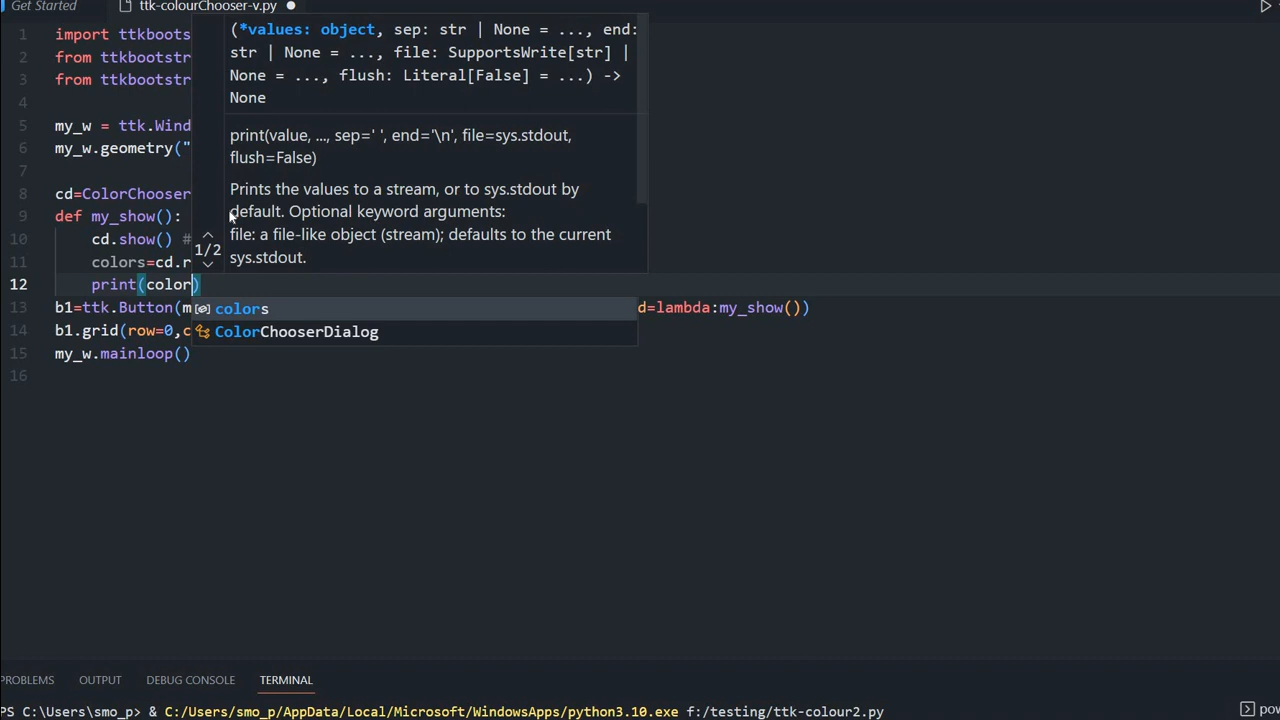 Get Started ttk-colourChooser-v.py
1 import ttkboots
2 from ttkbootstr
3 from ttkbootstr
4
5 my_w = ttk.Wind
6 my_w.geometry("
7
8 cd=ColorChooser
9 def my_show():
10 cd.show() #
11 colors=cd.r
12 print(color)
13 b1=ttk.Button(m d=lambda:my_show())
14 b1.grid(row=0,c
15 my_w.mainloop()
16
(*values: object, sep: str | None = ..., end:
str | None = ..., file: SupportsWrite[str] |
None = ..., flush: Literal[False] = ...) ->
None
print(value, ..., sep=' ', end='\n', file=sys.stdout,
flush=False)
Prints the values to a stream, or to sys.stdout by
default. Optional keyword arguments:
1/2
file: a file-like object (stream); defaults to the current
sys.stdout.
colors
ColorChooserDialog
PROBLEMS OUTPUT DEBUG CONSOLE TERMINAL
PS C:\Users\smo_p> & C:/Users/smo_p/AppData/Local/Microsoft/WindowsApps/python3.10.exe f:/testing/ttk-colour2.py
pow